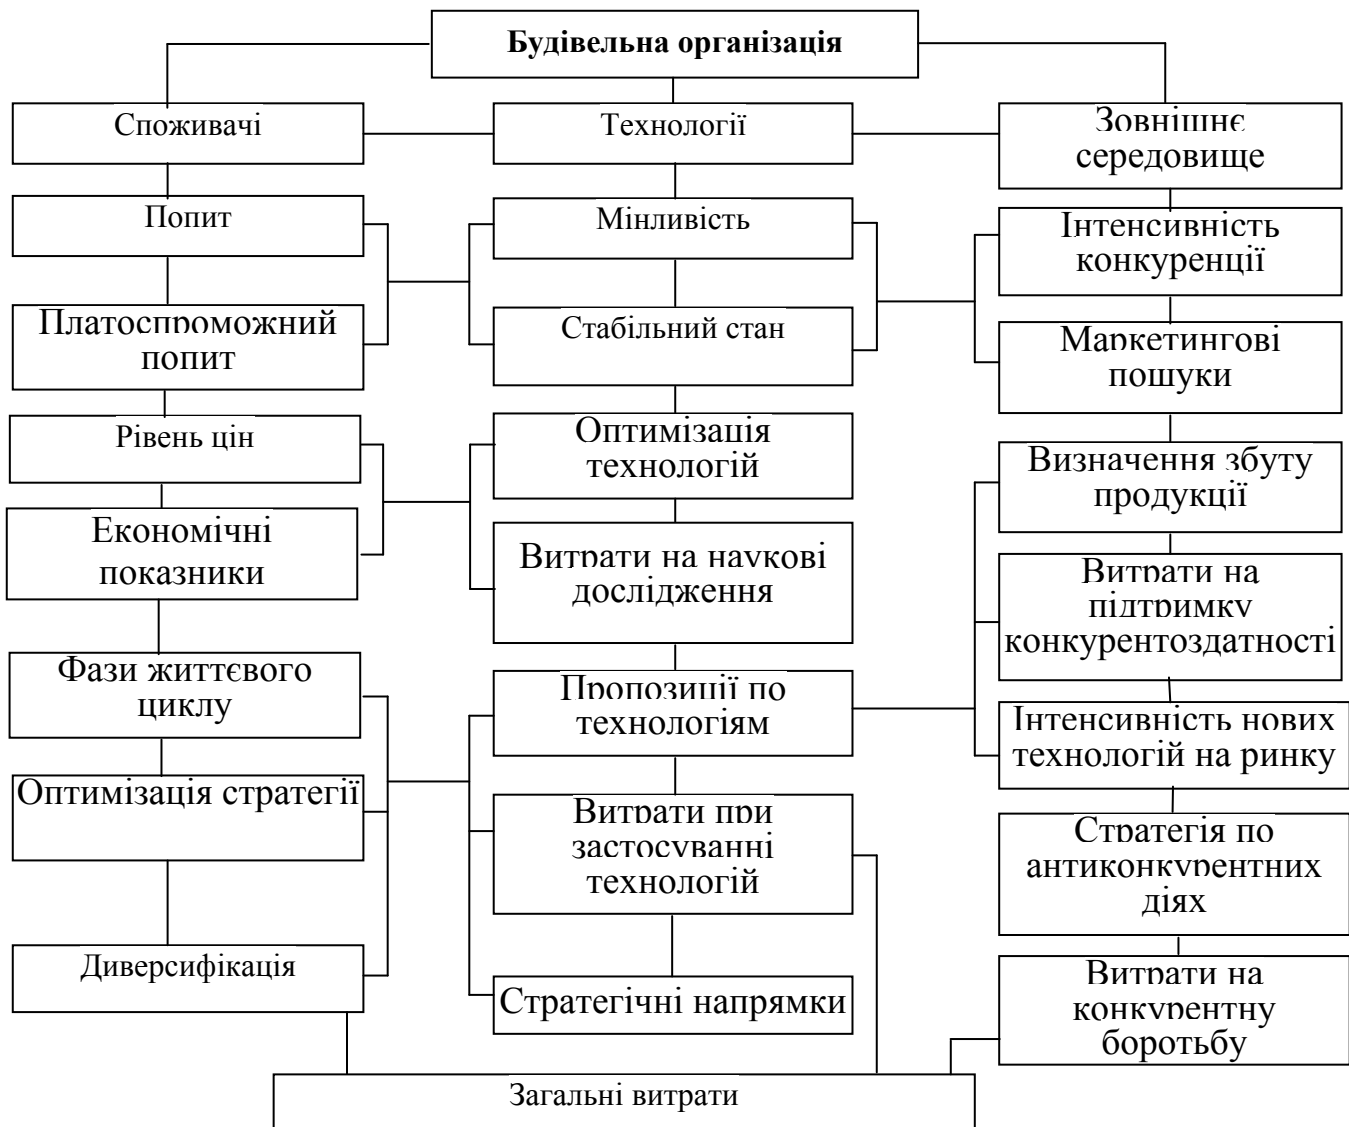 Будівельна організація
Споживачі
Технології
Зовнішнє
середовище
Попит
Мінливість
Інтенсивність
конкуренції
Платоспроможний
попит
Стабільний стан
Маркетингові
пошуки
Рівень цін
Оптимізація
технологій
Визначення збуту
продукції
Економічні
показники
Витрати на наукові
дослідження
Витрати на
підтримку
конкурентоздатності
Фази життєвого
циклу
Пропозиції по
технологіям
Інтенсивність нових
технологій на ринку
Оптимізація стратегії
Витрати при
застосуванні
технологій
Стратегія по
антиконкурентних
діях
Диверсифікація
Стратегічні напрямки
Витрати на
конкурентну
боротьбу
Загальні витрати